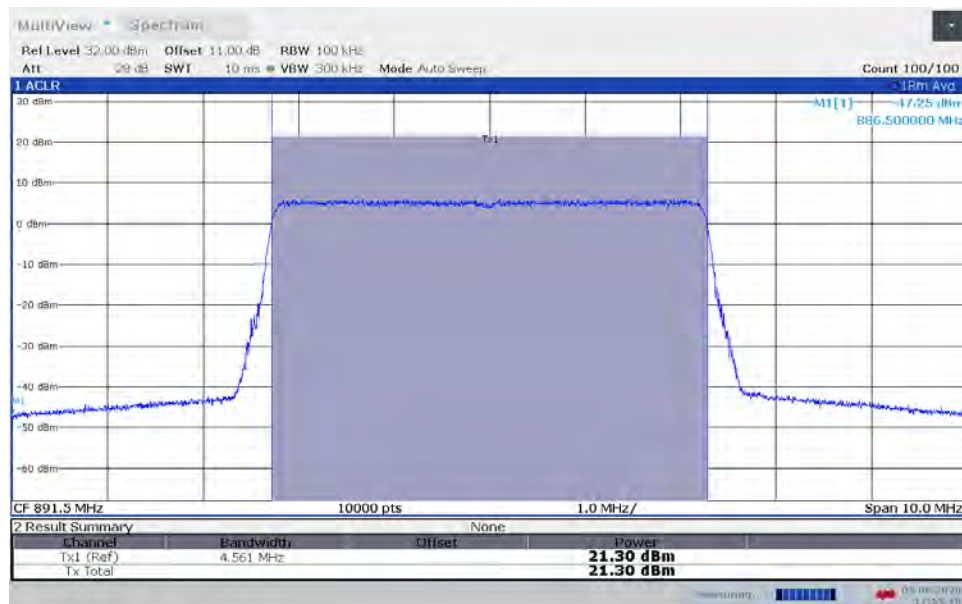 MultiView Spectrum
Ref Level 32.00 dBm Offset 11.00 dB RBW 100 kHz
Att 29 dB SWT 10 ms VBW 300 kHz Mode Auto Sweep Count 100/100
1 ACLR 1Rm Avg
30 dBm M1[1] -47.25 dBm
886.500000 MHz
20 dBm Tx1
10 dBm
0 dBm
-10 dBm
-20 dBm
-30 dBm
-40 dBm
M1
-50 dBm
-60 dBm
CF 891.5 MHz 10000 pts 1.0 MHz/ Span 10.0 MHz
2 Result Summary None
Channel Bandwidth Offset Power
Tx1 (Ref) 4.561 MHz 21.30 dBm
Tx Total 21.30 dBm
Measuring...